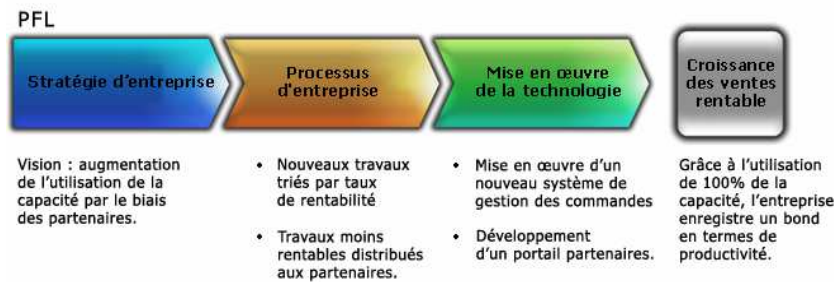 PFL
Stratégie d'entreprise
Processus
d'entreprise
Mise en œuvre
de la technologie
Croissance
des ventes
rentable
Vision : augmentation
de l'utilisation de la
capacité par le biais
des partenaires.
• Nouveaux travaux
triés par taux
de rentabilité
• Travaux moins
rentables distribués
aux partenaires.
• Mise en œuvre d'un
nouveau système de
gestion des commandes
• Développement
d'un portail partenaires.
Grâce à l'utilisation
de 100% de la
capacité, l'entreprise
enregistre un bond
en termes de
productivité.